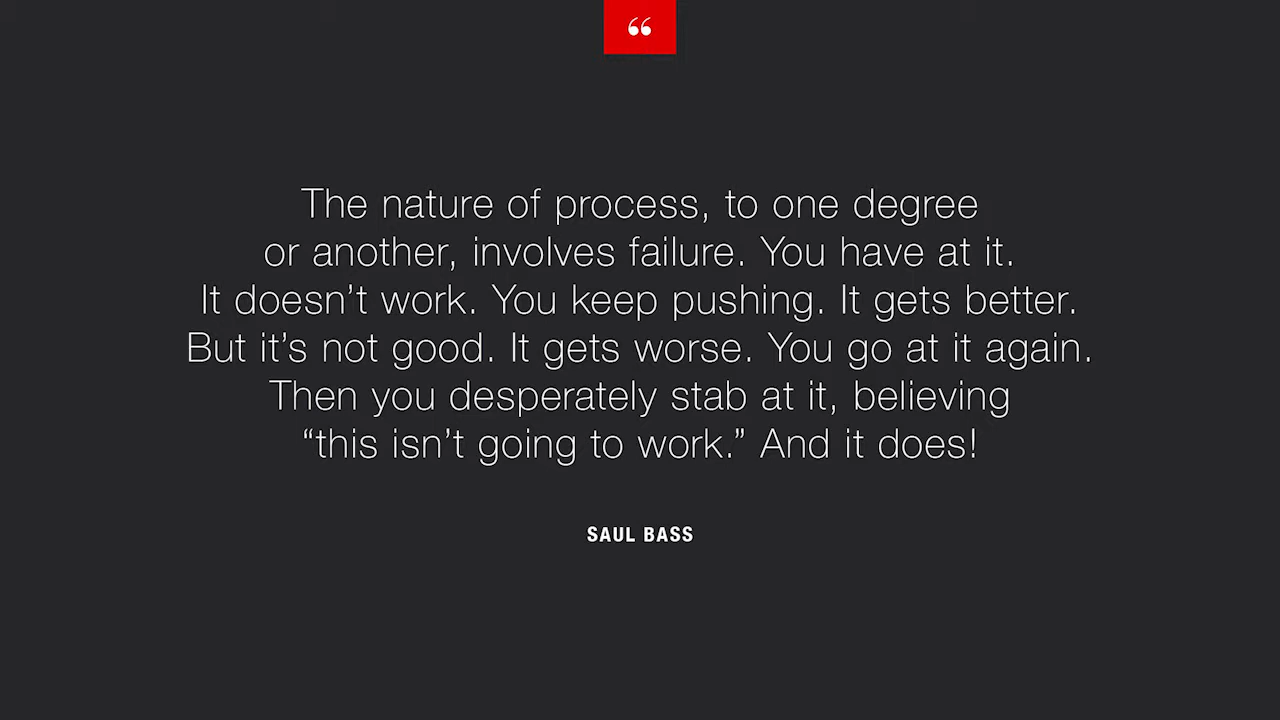 “
The nature of process, to one degree
or another, involves failure. You have at it.
It doesn’t work. You keep pushing. It gets better.
But it’s not good. It gets worse. You go at it again.
Then you desperately stab at it, believing
“this isn’t going to work.” And it does!
SAUL BASS